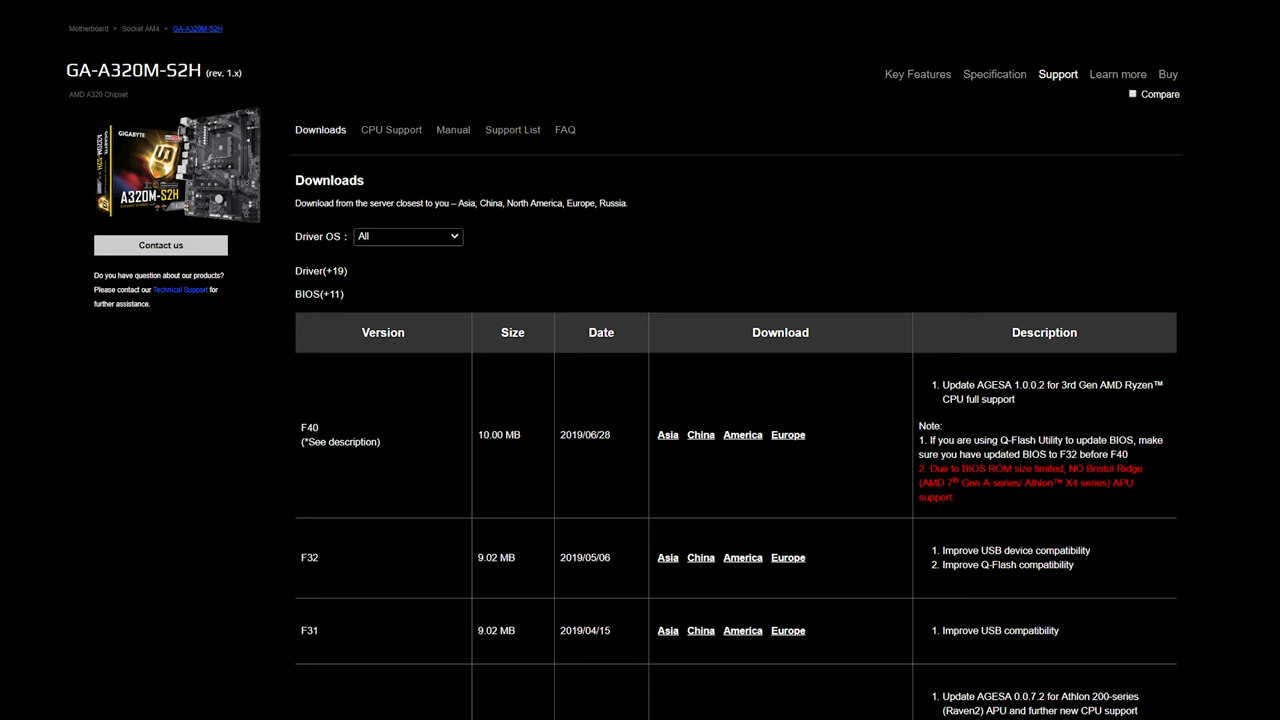 Motherboard > Socket AM4 > GA-A320M-S2H
GA-A320M-S2H (rev. 1.x)
AMD A320 Chipset
Key Features Specification Support Learn more Buy
Compare
GIGABYTE
A320M-S2H
Contact us
Do you have question about our products?
Please contact our Technical Support for
further assistance.
Downloads CPU Support Manual Support List FAQ
Downloads
Download from the server closest to you – Asia, China, North America, Europe, Russia.
Driver OS : All
Driver(+19)
BIOS(+11)
Version Size Date Download Description
F40
(*See description)
10.00 MB
2019/06/28
Asia China America Europe
1. Update AGESA 1.0.0.2 for 3rd Gen AMD Ryzen™
CPU full support
Note:
1. If you are using Q-Flash Utility to update BIOS, make
sure you have updated BIOS to F32 before F40
2. Due to BIOS ROM size limited, NO Bristol Ridge
(AMD 7th Gen A-series/ Athlon™ X4 series) APU
support.
F32
9.02 MB
2019/05/06
Asia China America Europe
1. Improve USB device compatibility
2. Improve Q-Flash compatibility
F31
9.02 MB
2019/04/15
Asia China America Europe
1. Improve USB compatibility
1. Update AGESA 0.0.7.2 for Athlon 200-series
(Raven2) APU and further new CPU support